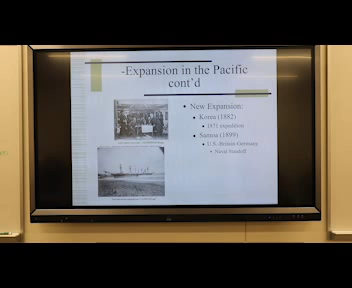 -Expansion in the Pacific
cont'd
• New Expansion:
• Korea (1882)
• 1871 expedition
• Samoa (1899)
• U.S.-Britain-Germany
• Naval Standoff